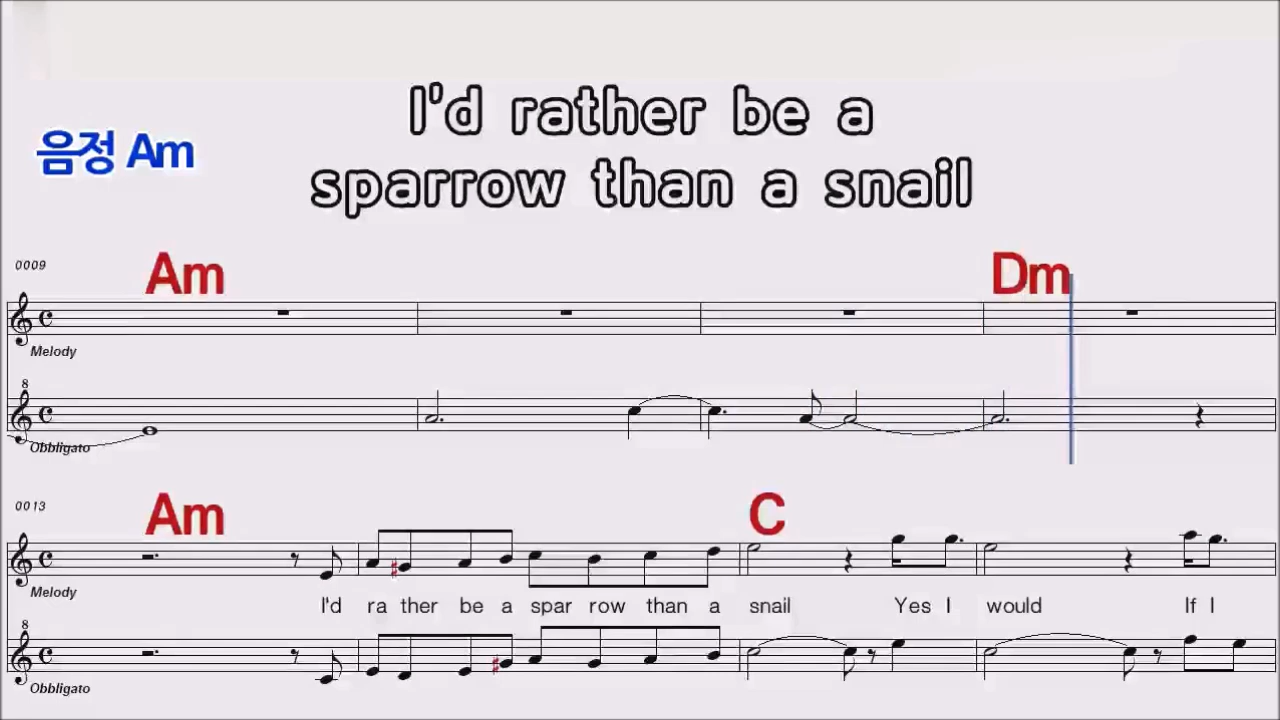 I'd rather be a
sparrow than a snail
음정 Am
0009
Am Dm
Melody
8
Obbligato
0013
Am C
Melody
I'd ra ther be a spar row than a snail Yes I would If I
8
Obbligato